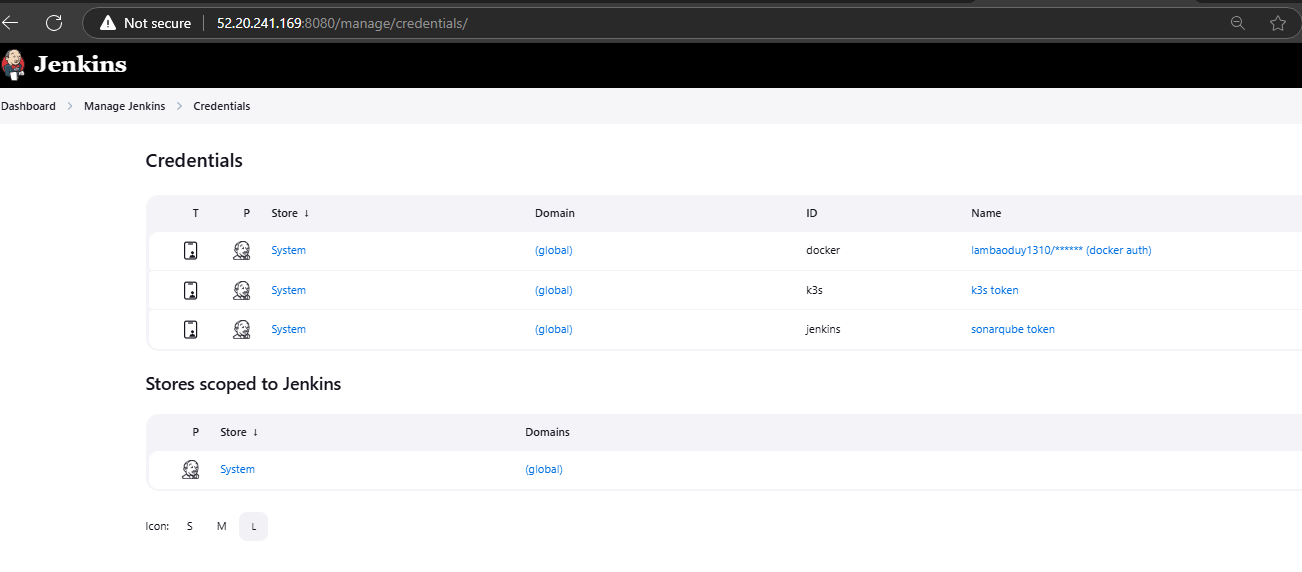 Not secure 52.20.241.169:8080/manage/credentials/
Jenkins
Dashboard > Manage Jenkins > Credentials
Credentials
T P Store ↓ Domain ID Name
System (global) docker lambaoduy1310/****** (docker auth)
System (global) k3s k3s token
System (global) jenkins sonarqube token
Stores scoped to Jenkins
P Store ↓ Domains
System (global)
Icon: S M L